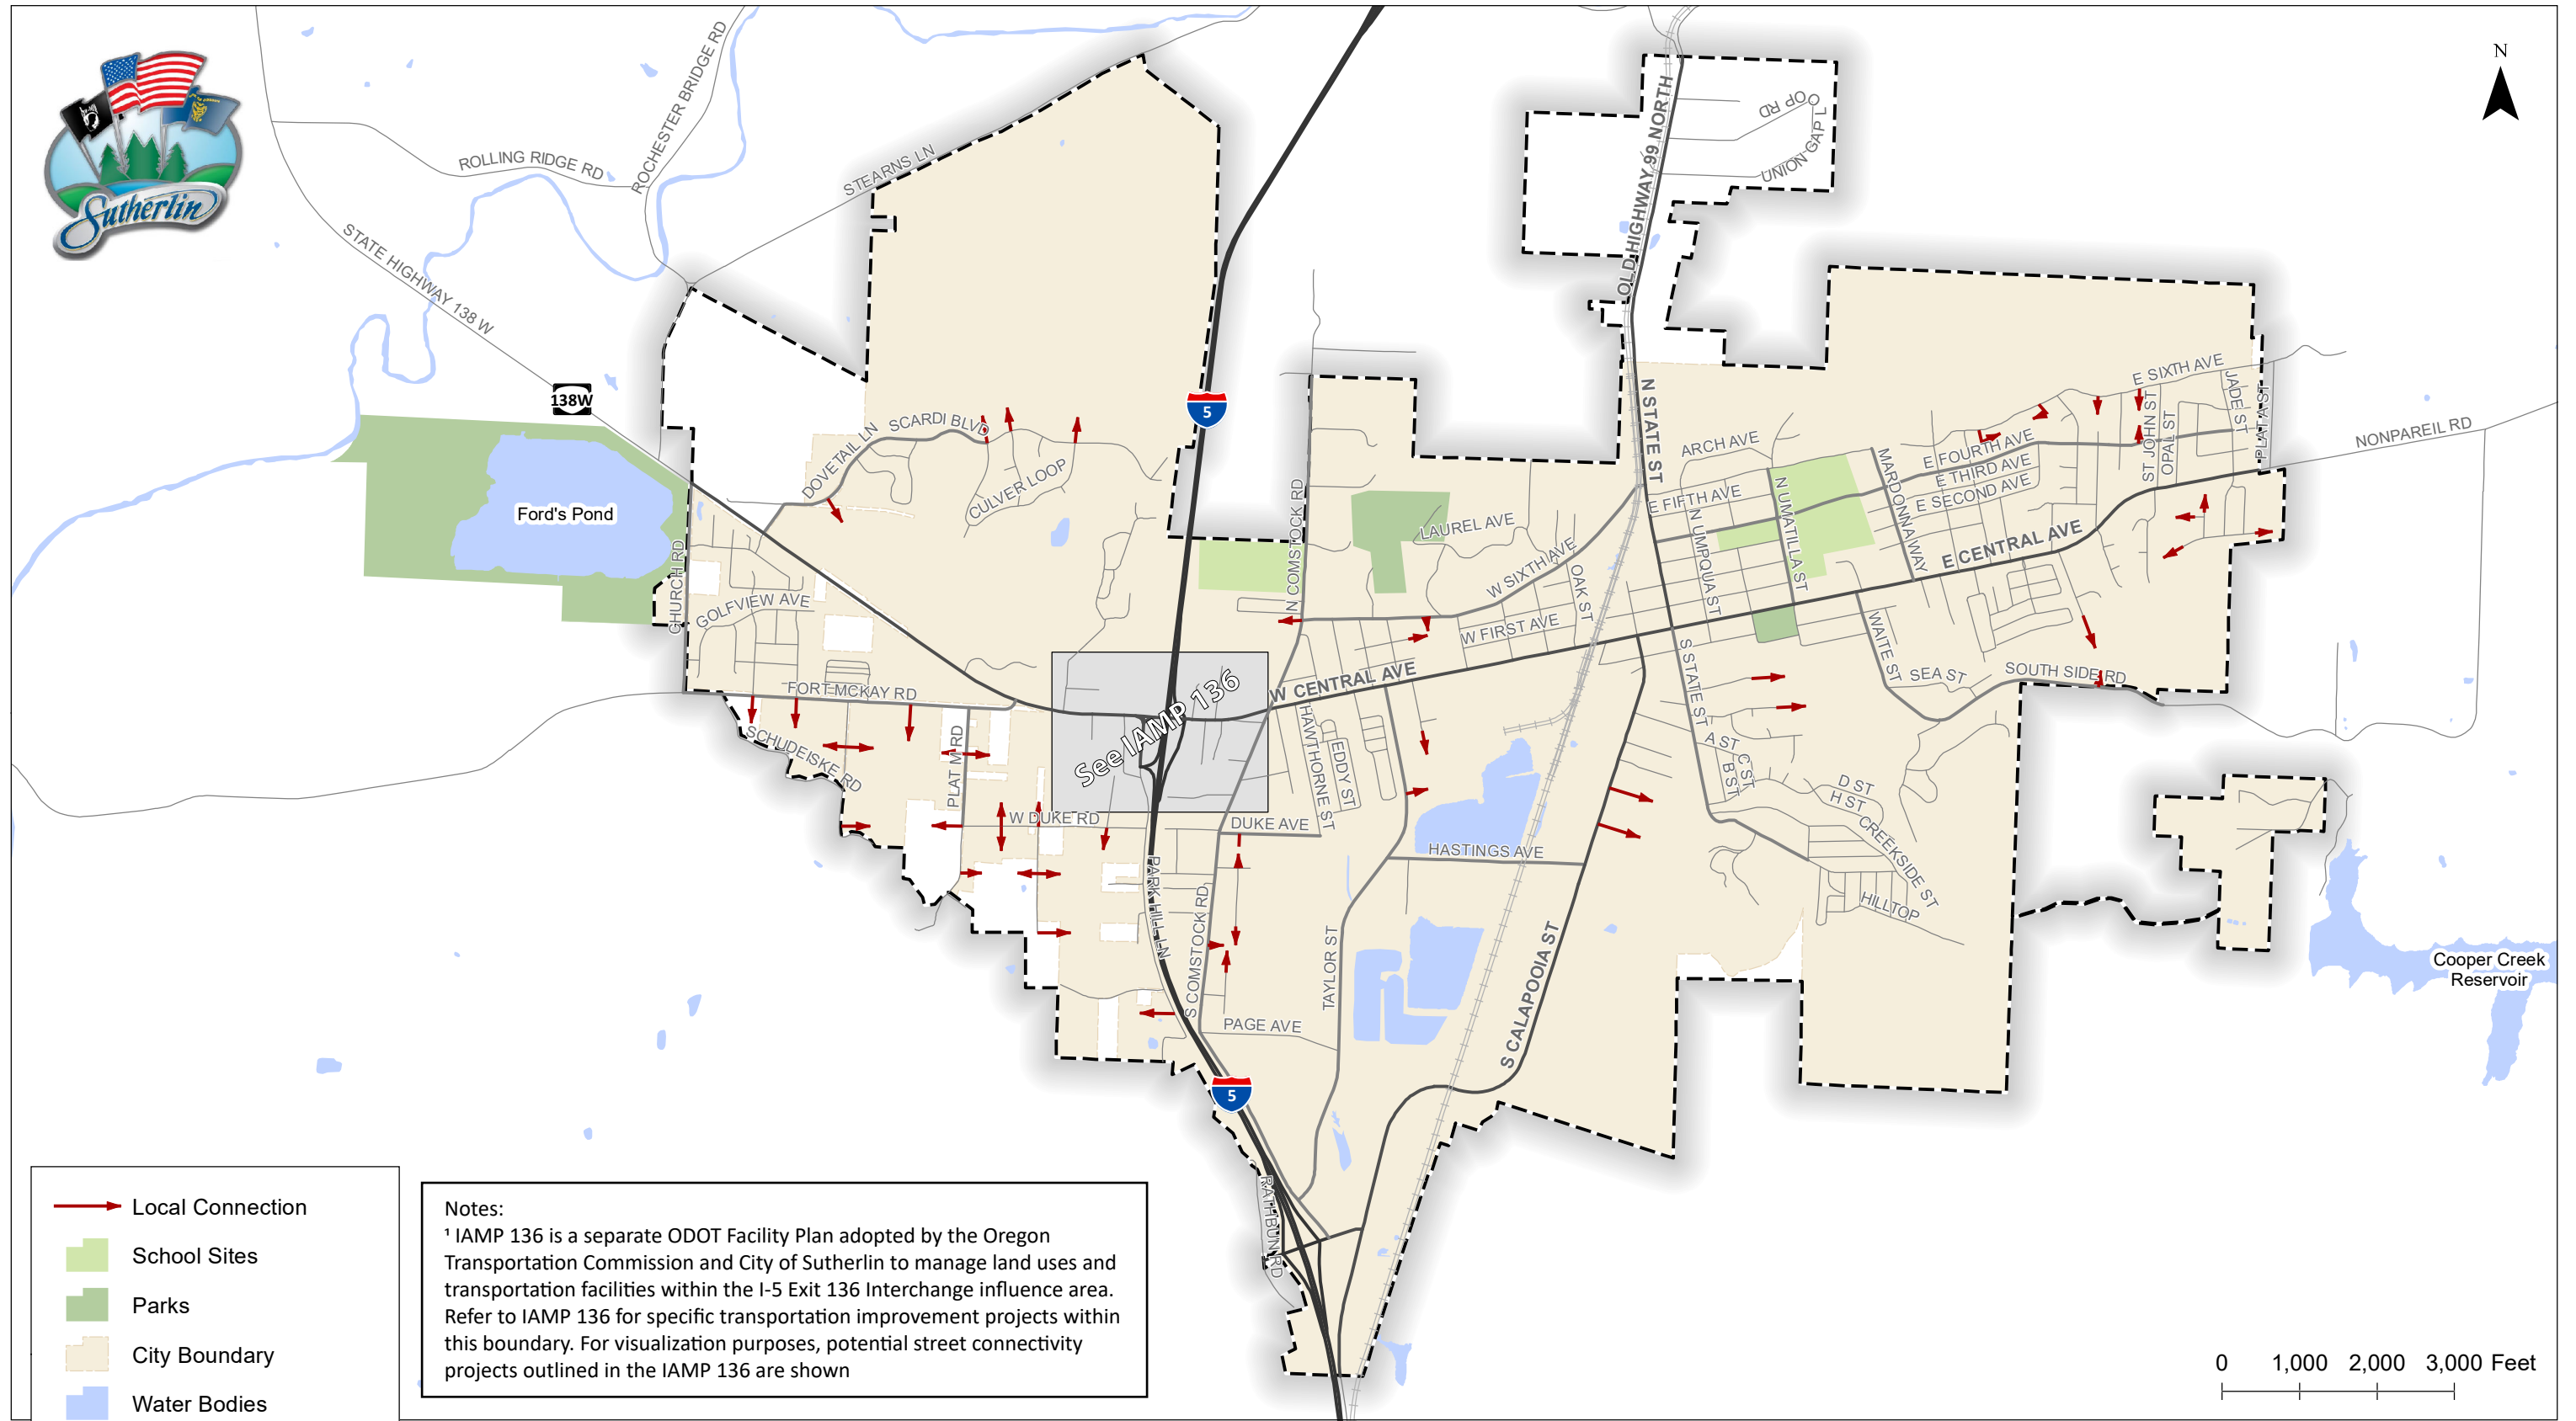 N
Sutherlin
ROCHESTER BRIDGE RD
ROLLING RIDGE RD
STEARNS LN
STATE HIGHWAY 138 W
138W
OLD HIGHWAY 99 NORTH
UNION GAP L
5
Ford's Pond
CHURCH RD
DOVETAIL LN
SCARDI BLVD
CULVER LOOP
GOLFVIEW AVE
FORT MCKAY RD
SCHUDEISKE RD
PLAT M RD
W DUKE RD
See IAMP 136
N COMSTOCK RD
LAUREL AVE
W SIXTH AVE
OAK ST
W FIRST AVE
W CENTRAL AVE
N STATE ST
ARCH AVE
E FIFTH AVE
N UMPQUA ST
N UMATILLA ST
MARDONNA WAY
E FOURTH AVE
E THIRD AVE
E SECOND AVE
E SIXTH AVE
ST JOHN ST
OPAL ST
JADE ST
PLAT A ST
NONPAREIL RD
E CENTRAL AVE
WAITE ST
SEA ST
SOUTH SIDE RD
S STATE ST
A ST
B ST
C ST
D ST
H ST
CREEKSIDE ST
HILLTOP
HAWTHORNE ST
EDDY ST
DUKE AVE
HASTINGS AVE
PARK HILL LN
S COMSTOCK RD
TAYLOR ST
PAGE AVE
S CALAPOOIA ST
5
RATHBUN RD
Cooper Creek
Reservoir
Local Connection
School Sites
Parks
City Boundary
Water Bodies
Notes:
¹ IAMP 136 is a separate ODOT Facility Plan adopted by the Oregon
Transportation Commission and City of Sutherlin to manage land uses and
transportation facilities within the I-5 Exit 136 Interchange influence area.
Refer to IAMP 136 for specific transportation improvement projects within
this boundary. For visualization purposes, potential street connectivity
projects outlined in the IAMP 136 are shown
0 1,000 2,000 3,000 Feet